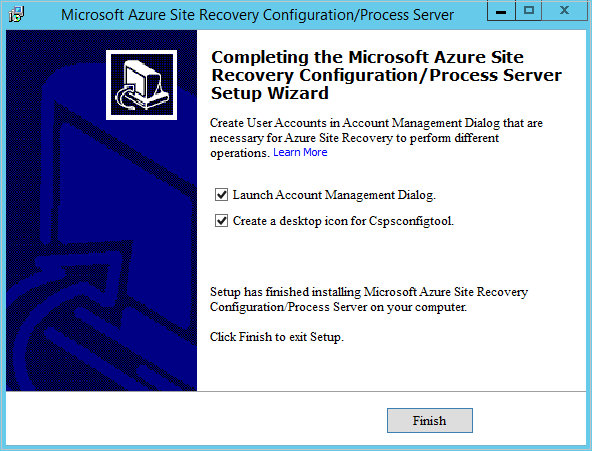 Microsoft Azure Site Recovery Configuration/Process Server
Completing the Microsoft Azure Site
Recovery Configuration/Process Server
Setup Wizard
Create User Accounts in Account Management Dialog that are
necessary for Azure Site Recovery to perform different
operations. Learn More
Launch Account Management Dialog.
Create a desktop icon for Cspsconfigtool.
Setup has finished installing Microsoft Azure Site Recovery
Configuration/Process Server on your computer.
Click Finish to exit Setup.
Finish